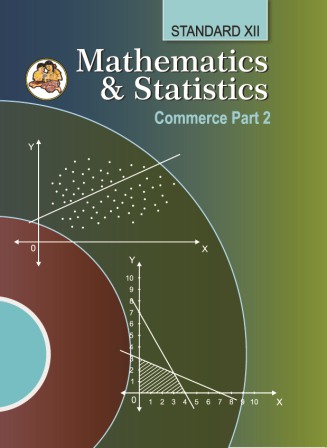 STANDARD XII
Mathematics
& Statistics
Commerce Part 2
Y
0
X
Y
10
9
8
7
6
5
4
3
2
1
0
1 2 3 4 5 6 7 8 9 10
X